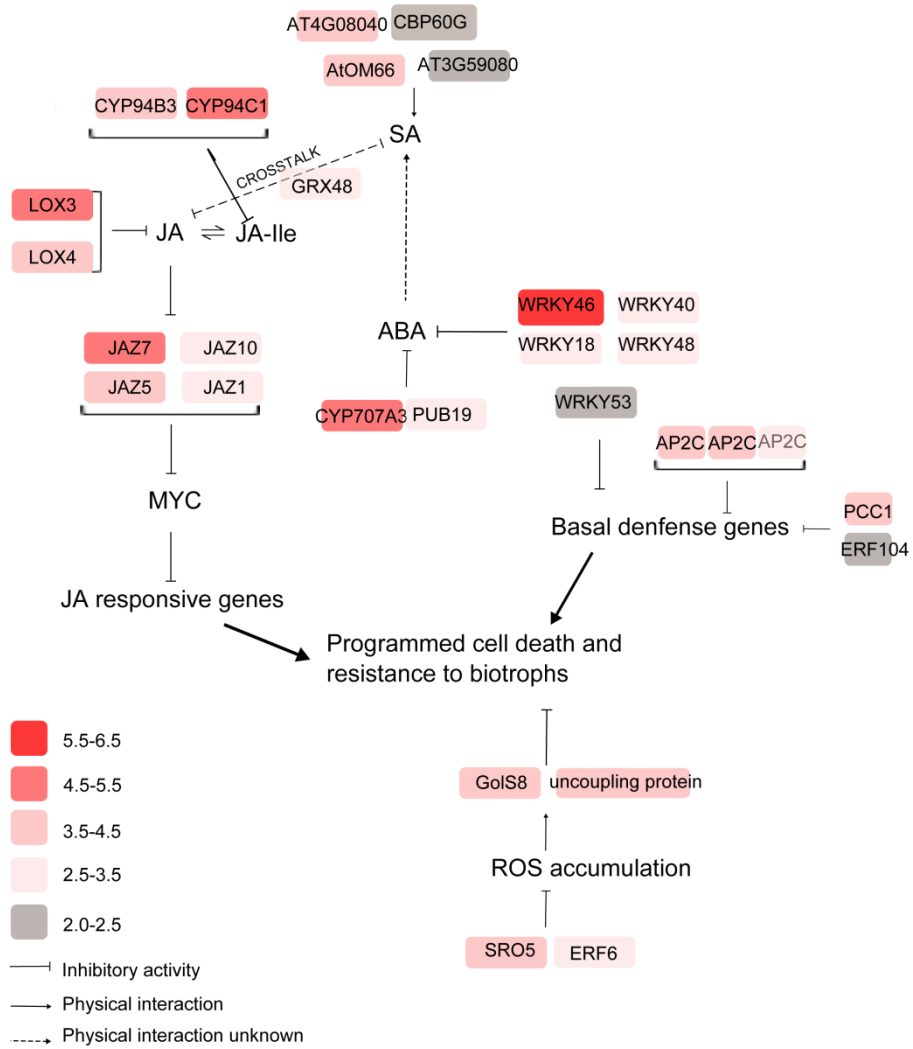 AT4G08040
CBP60G
AtOM66
AT3G59080
CYP94B3
CYP94C1
SA
CROSSTALK
GRX48
LOX3
LOX4
JA
JA-Ile
WRKY46
WRKY40
ABA
WRKY18
WRKY48
JAZ7
JAZ10
JAZ5
JAZ1
CYP707A3
PUB19
WRKY53
AP2C
AP2C
AP2C
MYC
Basal denfense genes
PCC1
ERF104
JA responsive genes
Programmed cell death and
resistance to biotrophs
5.5-6.5
4.5-5.5
3.5-4.5
2.5-3.5
2.0-2.5
GolS8
uncoupling protein
ROS accumulation
SRO5
ERF6
Inhibitory activity
Physical interaction
Physical interaction unknown